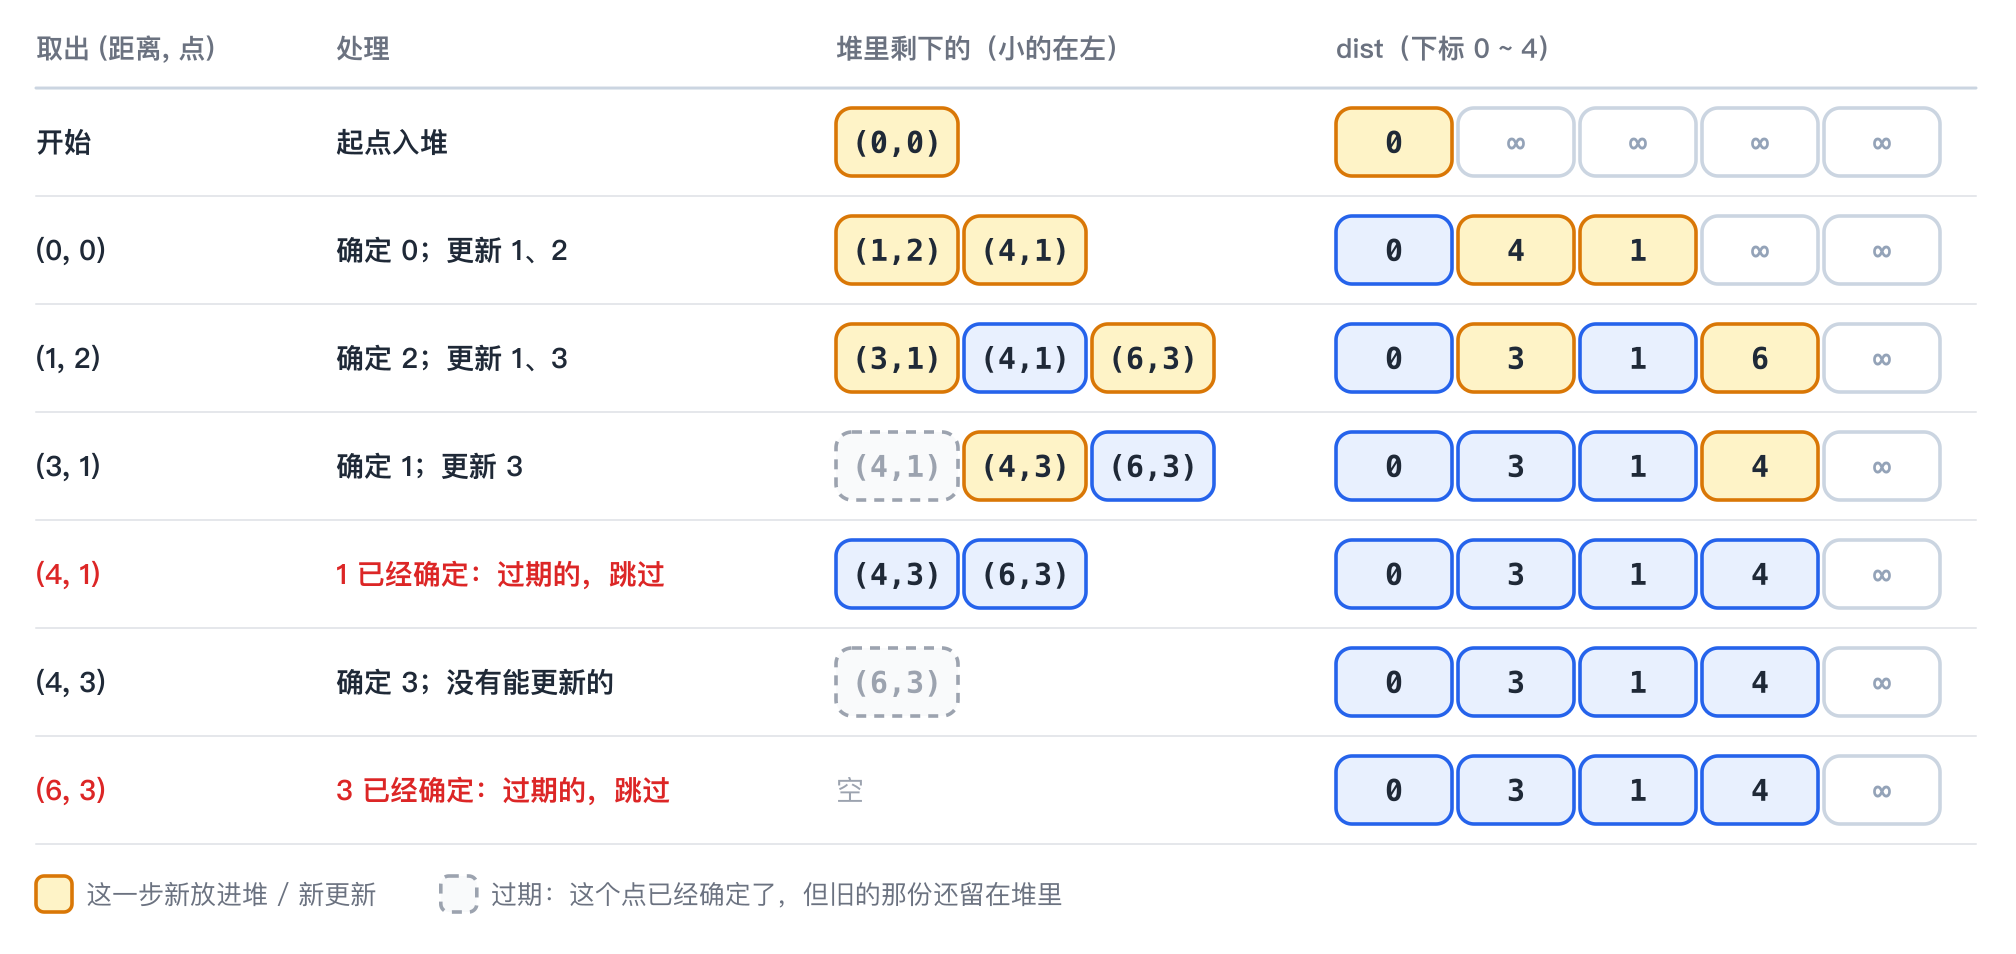 取出 (距离, 点) 处理 堆里剩下的（小的在左） dist（下标 0 ~ 4）
开始 起点入堆 (0,0) 0 ∞ ∞ ∞ ∞
(0, 0) 确定 0；更新 1、2 (1,2) (4,1) 0 4 1 ∞ ∞
(1, 2) 确定 2；更新 1、3 (3,1) (4,1) (6,3) 0 3 1 6 ∞
(3, 1) 确定 1；更新 3 (4,1) (4,3) (6,3) 0 3 1 4 ∞
(4, 1) 1 已经确定：过期的，跳过 (4,3) (6,3) 0 3 1 4 ∞
(4, 3) 确定 3；没有能更新的 (6,3) 0 3 1 4 ∞
(6, 3) 3 已经确定：过期的，跳过 空 0 3 1 4 ∞
这一步新放进堆 / 新更新 过期：这个点已经确定了，但旧的那份还留在堆里